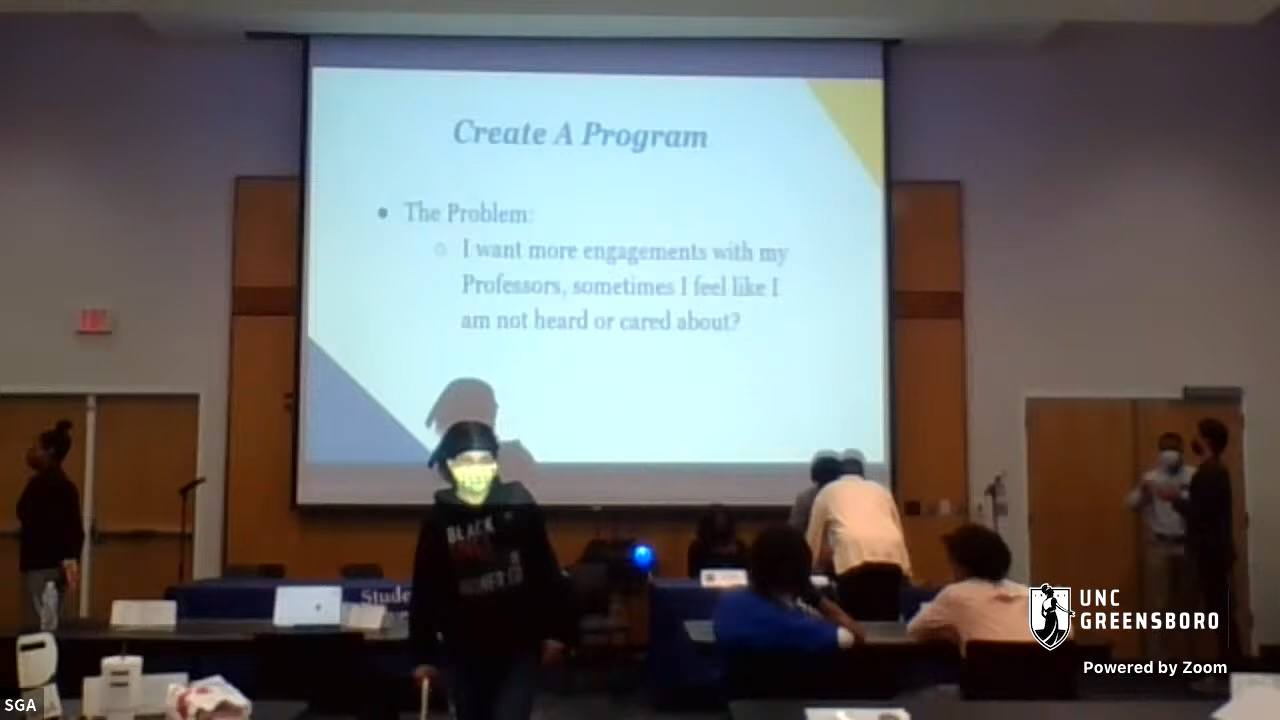 Create A Program
The Problem:
I want more engagements with my
Professors, sometimes I feel like I
am not heard or cared about?
BLACK
Stude
UNC
GREENSBORO
Powered by Zoom
SGA